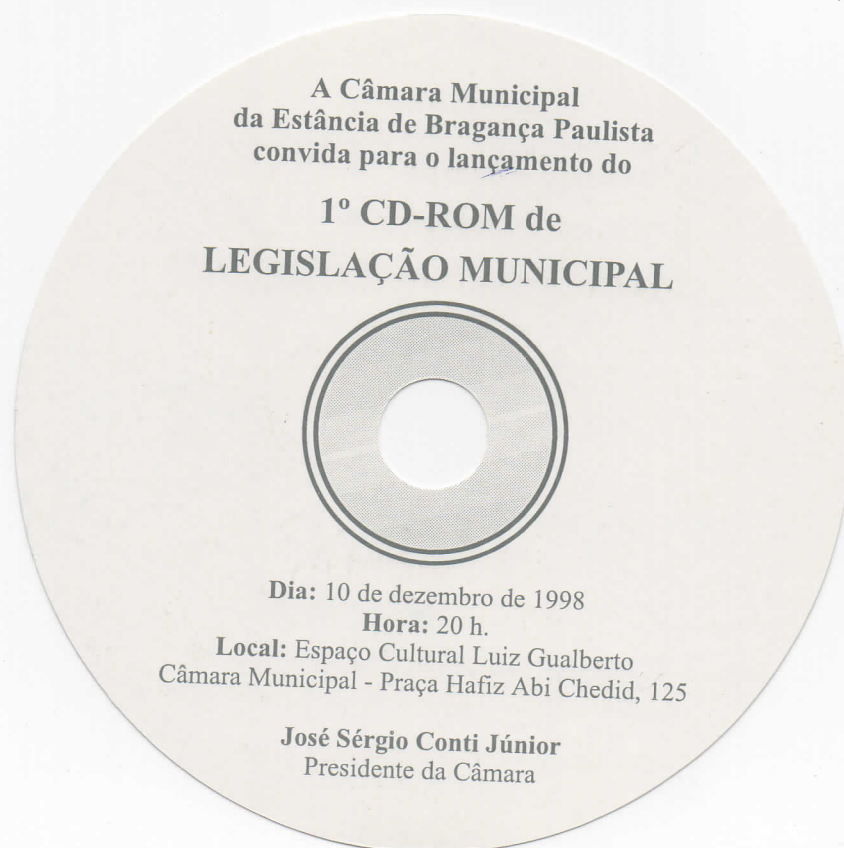 A Câmara Municipal
da Estância de Bragança Paulista
convida para o lançamento do
1º CD-ROM de
LEGISLAÇÃO MUNICIPAL
Dia: 10 de dezembro de 1998
Hora: 20 h.
Local: Espaço Cultural Luiz Gualberto
Câmara Municipal - Praça Hafiz Abi Chedid, 125
José Sérgio Conti Júnior
Presidente da Câmara